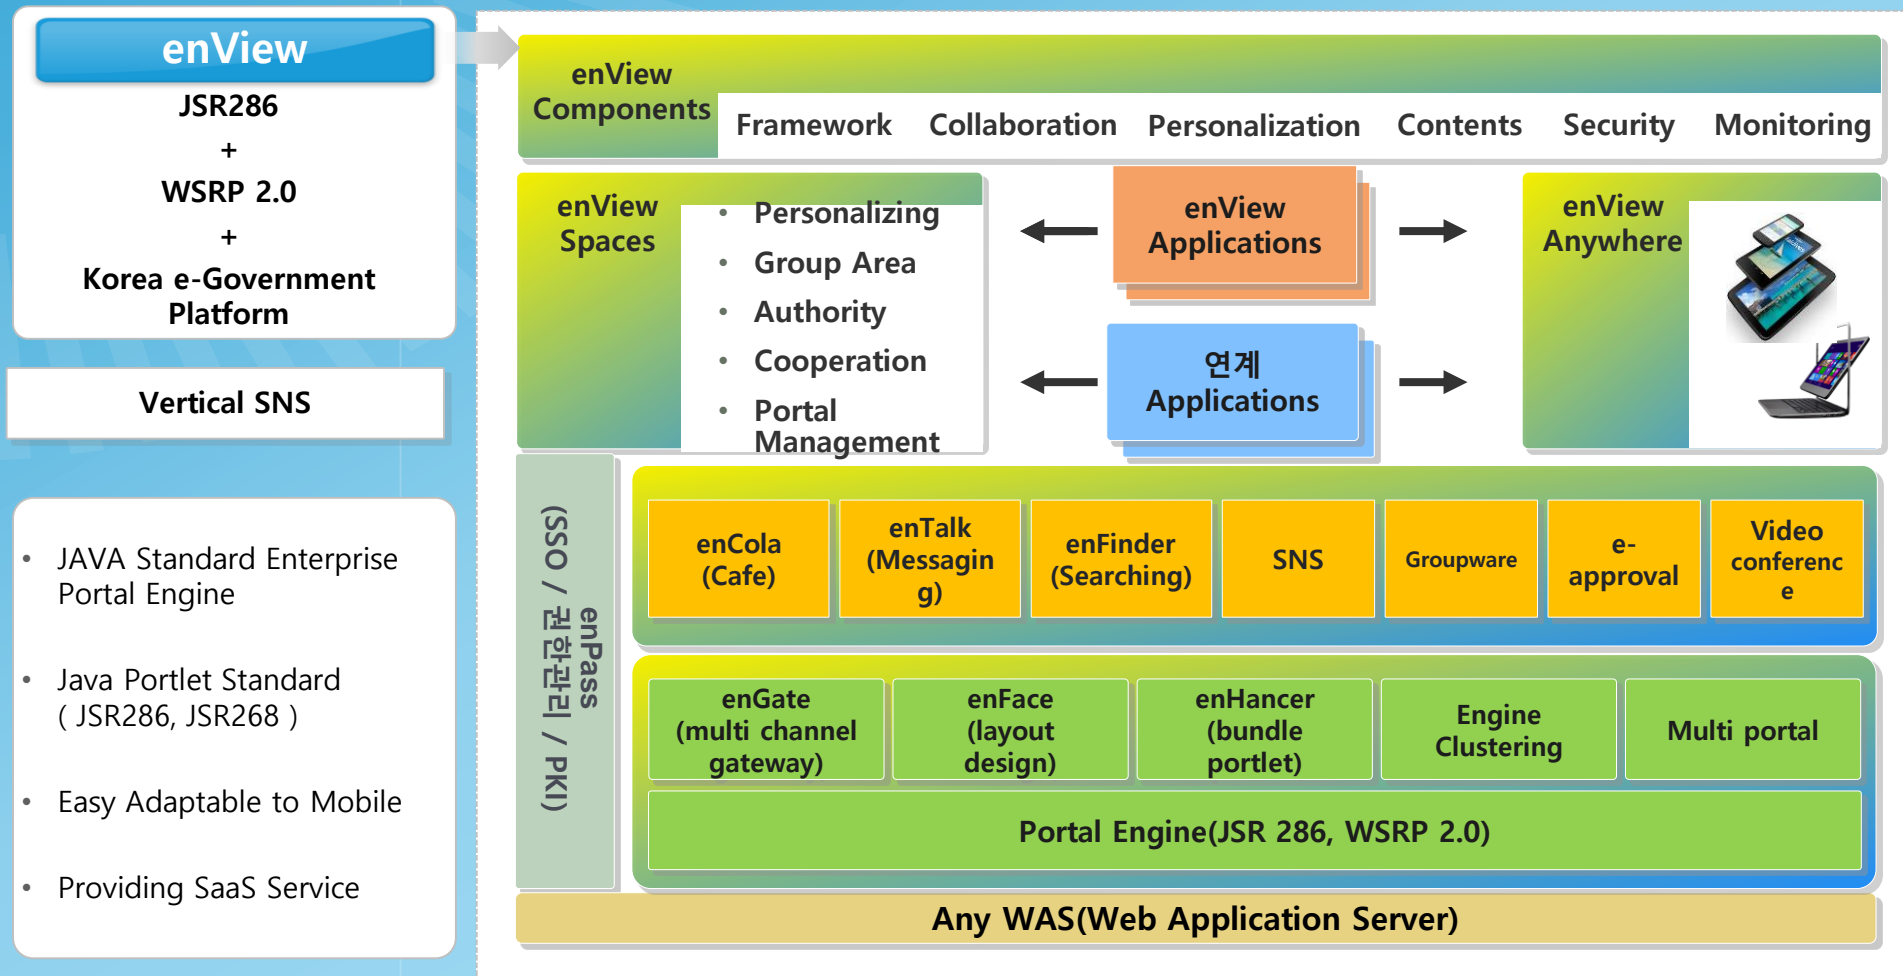 enView
JSR286
+
WSRP 2.0
+
Korea e-Government
Platform
Vertical SNS
• JAVA Standard Enterprise
Portal Engine
• Java Portlet Standard
( JSR286, JSR268 )
• Easy Adaptable to Mobile
• Providing SaaS Service
enView
Components
Framework Collaboration Personalization Contents Security Monitoring
enView
Spaces
• Personalizing
• Group Area
• Authority
• Cooperation
• Portal
Management
enView
Applications
연계
Applications
enView
Anywhere
enPass
(SSO / 권한관리 / PKI)
enCola
(Cafe)
enTalk
(Messagin
g)
enFinder
(Searching)
SNS
Groupware
e-
approval
Video
conferenc
e
enGate
(multi channel
gateway)
enFace
(layout
design)
enHancer
(bundle
portlet)
Engine
Clustering
Multi portal
Portal Engine(JSR 286, WSRP 2.0)
Any WAS(Web Application Server)